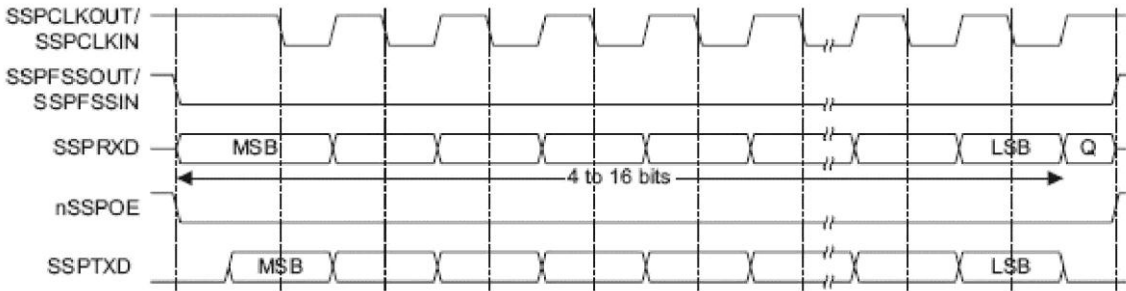 SSPCLKOUT/
SSPCLKIN
SSPFSSOUT/
SSPFSSIN
SSPRXD MSB LSB Q
4 to 16 bits
nSSPOE
SSPTXD MSB LSB